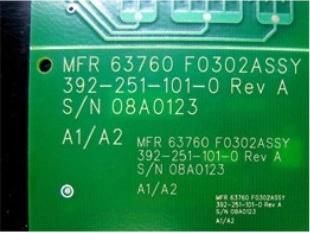 MFR 63760 F0302ASSY
392-251-101-0 Rev A
S/N 08A0123
A1/A2
MFR 63760 F0302ASSY
392-251-101-0 Rev A
S/N 08A0123
A1/A2
MFR 63760 F0302ASSY
392-251-101-0 Rev A
S/N 08A0123
A1/A2